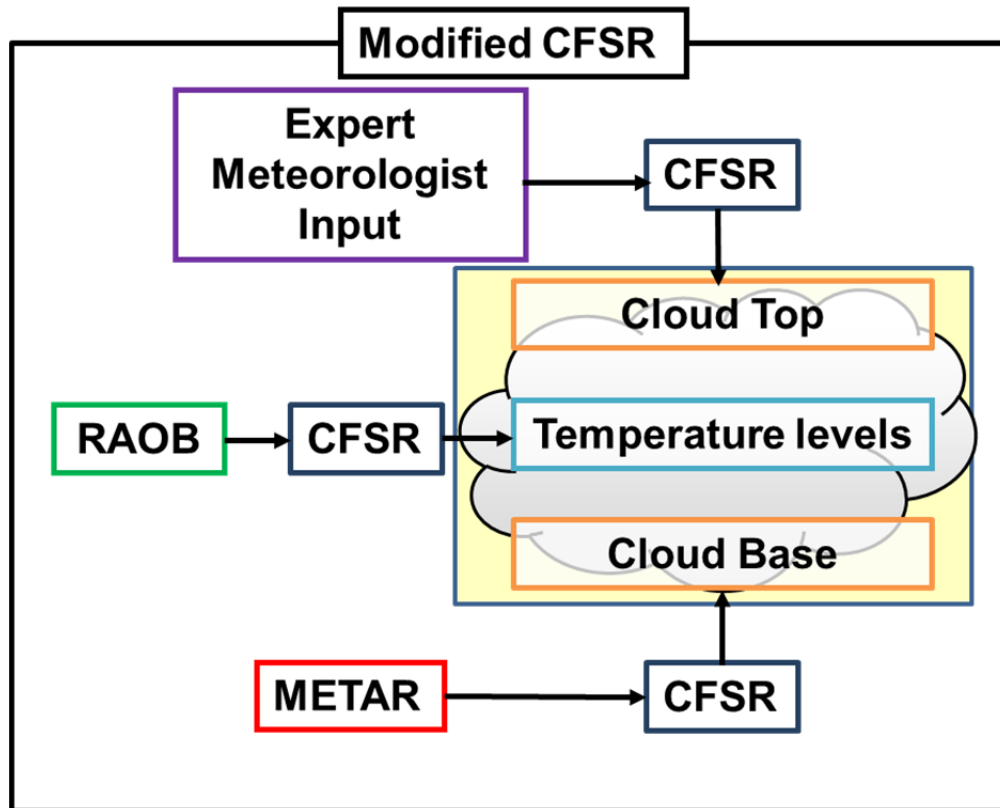 Modified CFSR
Expert
Meteorologist
Input
CFSR
Cloud Top
RAOB
CFSR
Temperature levels
Cloud Base
METAR
CFSR